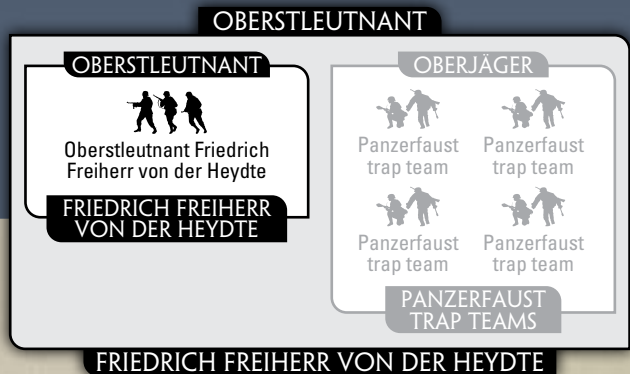 OBERSTLEUTNANT
OBERSTLEUTNANT
Oberstleutnant Friedrich
Freiherr von der Heydte
FRIEDRICH FREIHERR
VON DER HEYDTE
OBERJÄGER
Panzerfaust
trap team
Panzerfaust
trap team
Panzerfaust
trap team
Panzerfaust
trap team
PANZERFAUST
TRAP TEAMS
FRIEDRICH FREIHERR VON DER HEYDTE